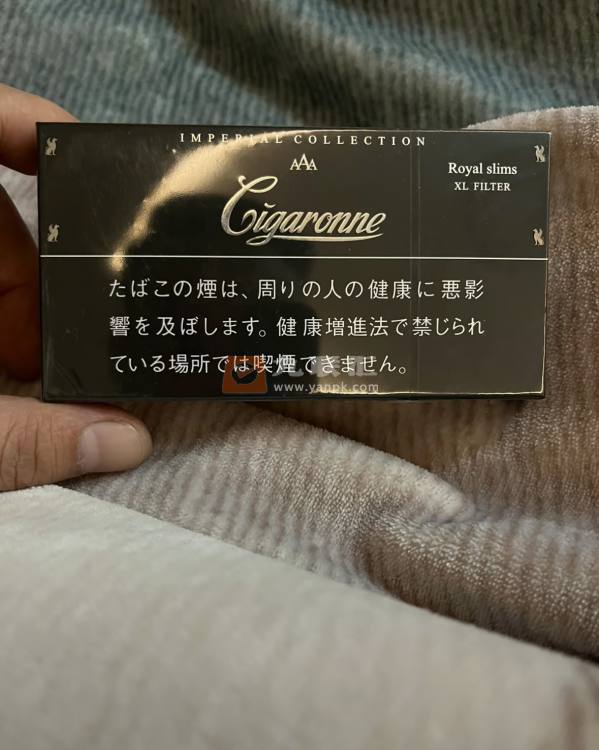 IMPERIAL COLLECTION
AAA
Cigaronne
Royal slims
XL FILTER
たばこの煙は、周りの人の健康に悪影
響を及ぼします。健康増進法で禁じられ
ている場所では喫煙できません。
www.yanpk.com